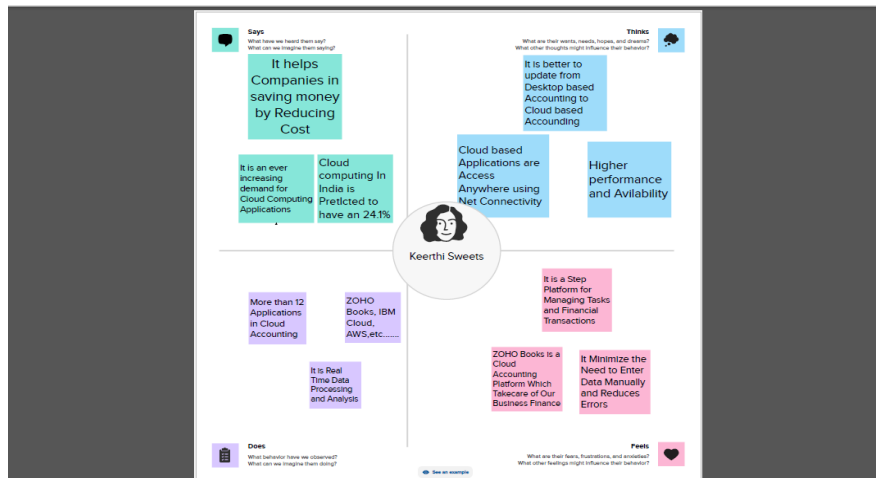 Says
What have we heard them say?
What can we imagine them saying?
It helps
Companies in
saving money
by Reducing
Cost
It is an ever
increasing
demand for
Cloud Computing
Applications
Cloud
computing In
India is
Pretícted to
have an 24.1%
Thinks
What are their wants, needs, hopes, and dreams?
What other thoughts might influence their behavior?
It is better to
update from
Desktop based
Accounting to
Cloud based
Accounding
Cloud based
Applications are
Access
Anywhere using
Net Connectivity
Higher
performance
and Avilability
Keerthi Sweets
More than 12
Applications
in Cloud
Accounting
ZOHO
Books, IBM
Cloud,
AWS,etc.......
It is Real
Time Data
Processing
and Analysis
Does
What behavior have we observed?
What can we imagine them doing?
It is a Step
Platform for
Managing Tasks
and Financial
Transactions
ZOHO Books is a
Cloud
Accounting
Platform Which
Takecare of Our
Business Finance
It Minimize the
Need to Enter
Data Manually
and Reduces
Errors
Feels
What are their fears, frustrations, and anxieties?
What other feelings might influence their behavior?
See an example